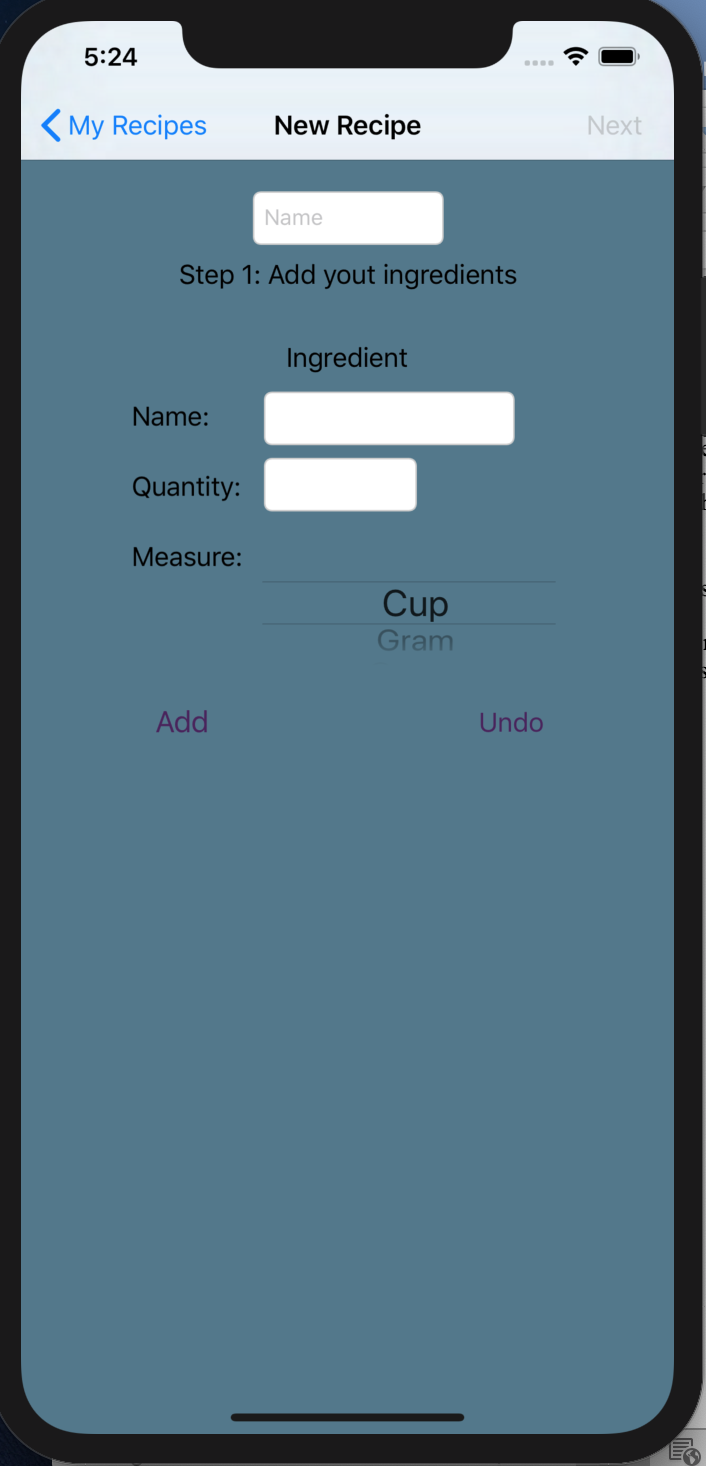 5:24
My Recipes New Recipe Next
Name
Step 1: Add yout ingredients
Ingredient
Name:
Quantity:
Measure:
Cup
Gram
Add Undo